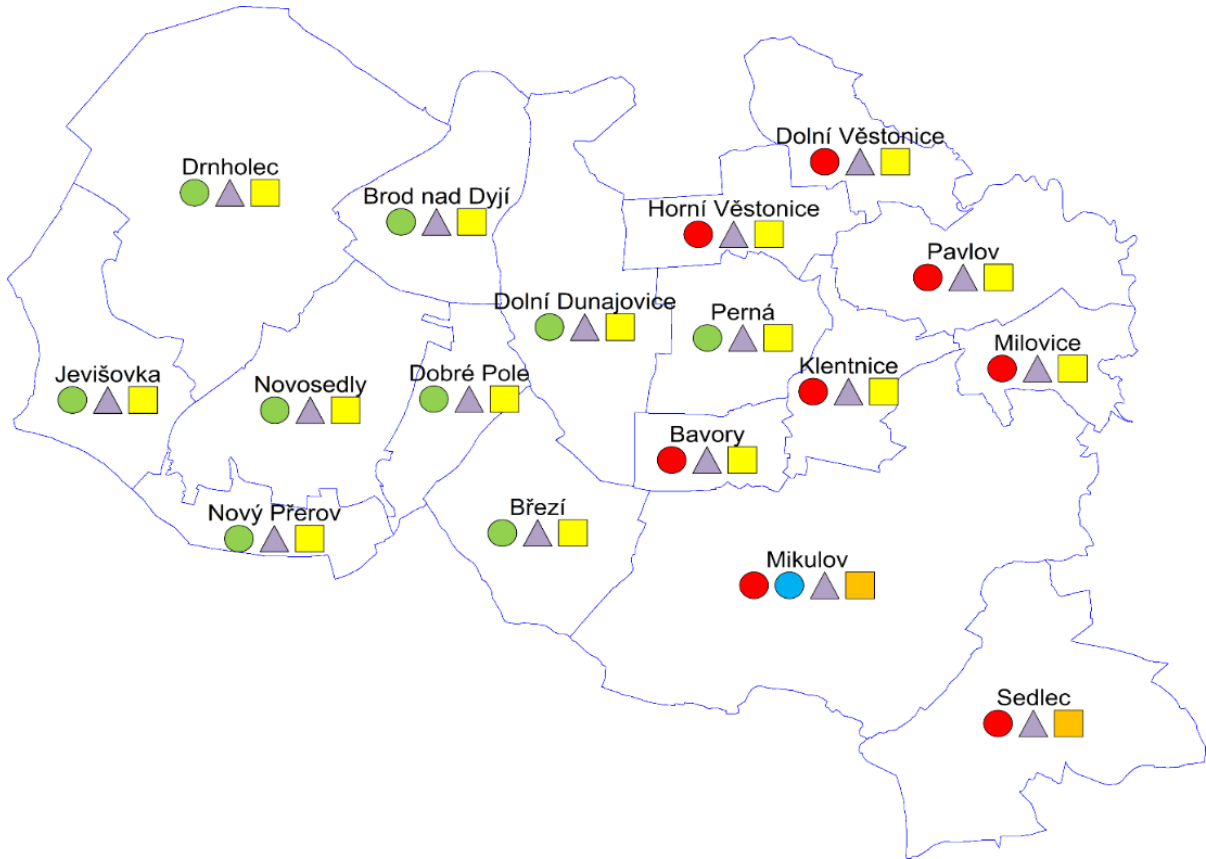 Dolní Věstonice
Drnholec
Brod nad Dyjí
Horní Věstonice
Pavlov
Dolní Dunajovice
Perná
Milovice
Klentnice
Jevišovka
Novosedly
Dobré Pole
Bavory
Nový Přerov
Březí
Mikulov
Sedlec